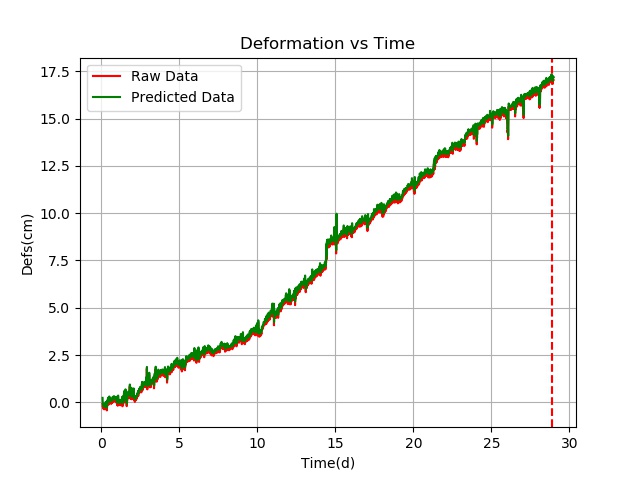 Deformation vs Time
Raw Data
Predicted Data
17.5
15.0
12.5
10.0
7.5
5.0
2.5
0.0
Defs(cm)
0 5 10 15 20 25 30
Time(d)